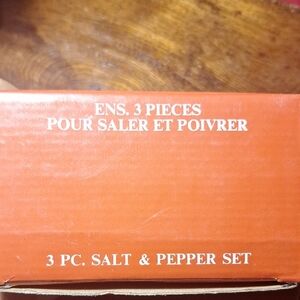 ENS. 3 PIECES
POUR SALER ET POIVRER
3 PC. SALT & PEPPER SET